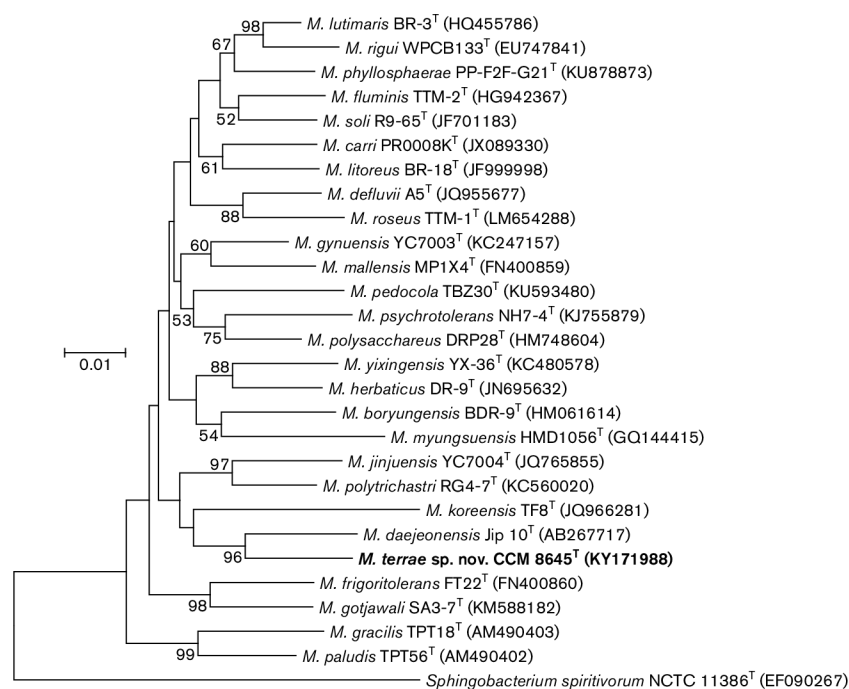 98 M. lutimaris BR-3ᵀ (HQ455786)
67 M. rigui WPCB133ᵀ (EU747841)
M. phyllosphaerae PP-F2F-G21ᵀ (KU878873)
M. fluminis TTM-2ᵀ (HG942367)
52 M. soli R9-65ᵀ (JF701183)
M. carri PR0008Kᵀ (JX089330)
61 M. litoreus BR-18ᵀ (JF999998)
M. defluvii A5ᵀ (JQ955677)
88 M. roseus TTM-1ᵀ (LM654288)
60 M. gynuensis YC7003ᵀ (KC247157)
M. mallensis MP1X4ᵀ (FN400859)
M. pedocola TBZ30ᵀ (KU593480)
53 M. psychrotolerans NH7-4ᵀ (KJ755879)
75 M. polysacchareus DRP28ᵀ (HM748604)
0.01
88 M. yixingensis YX-36ᵀ (KC480578)
M. herbaticus DR-9ᵀ (JN695632)
M. boryungensis BDR-9ᵀ (HM061614)
54 M. myungsuensis HMD1056ᵀ (GQ144415)
97 M. jinjuensis YC7004ᵀ (JQ765855)
M. polytrichastri RG4-7ᵀ (KC560020)
M. koreensis TF8ᵀ (JQ966281)
M. daejeonensis Jip 10ᵀ (AB267717)
96 M. terrae sp. nov. CCM 8645ᵀ (KY171988)
M. frigoritolerans FT22ᵀ (FN400860)
98 M. gotjawali SA3-7ᵀ (KM588182)
M. gracilis TPT18ᵀ (AM490403)
99 M. paludis TPT56ᵀ (AM490402)
Sphingobacterium spiritivorum NCTC 11386ᵀ (EF090267)